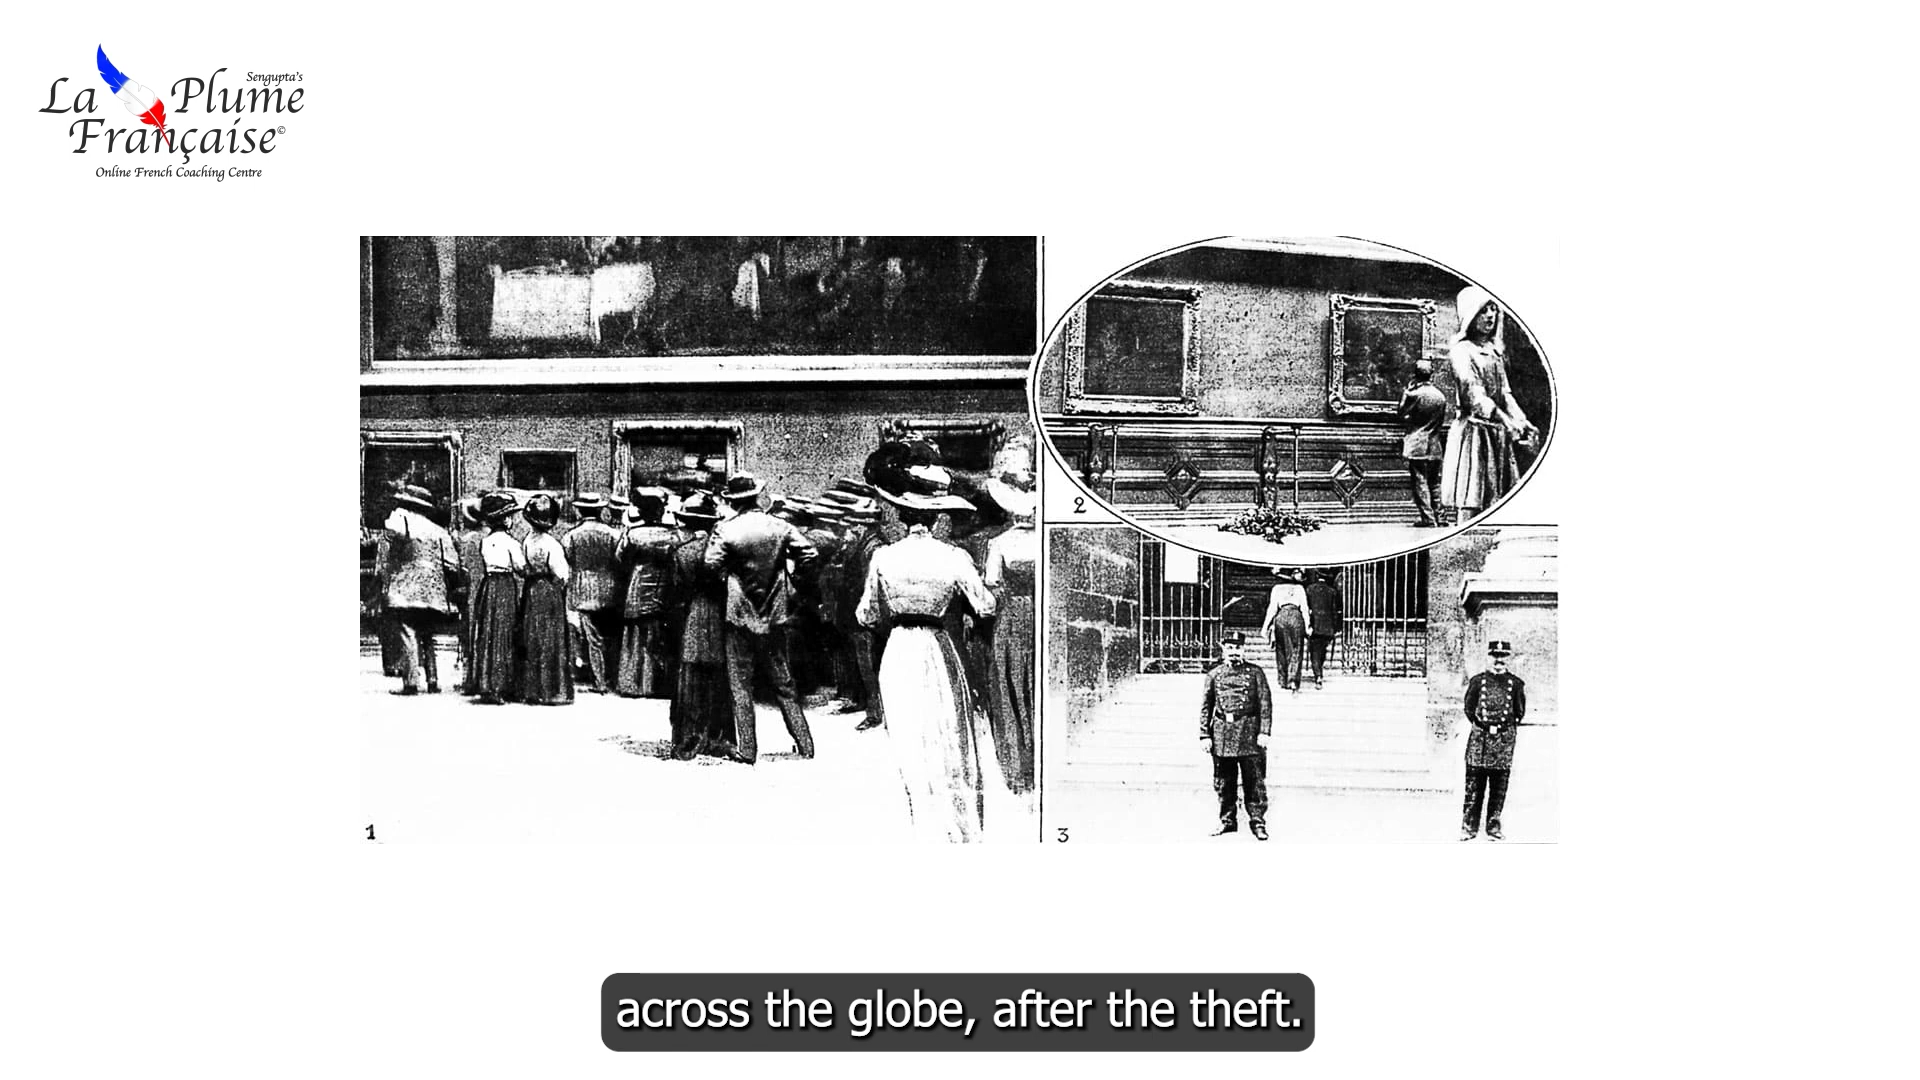 Sengupta's
La Plume
Française©
Online French Coaching Centre
2
1
3
across the globe, after the theft.